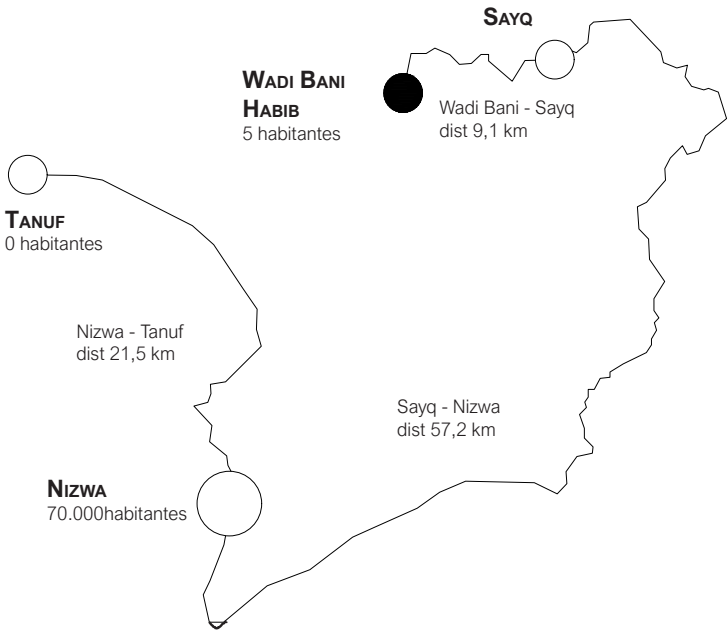 SAYQ
WADI BANI
HABIB
5 habitantes
Wadi Bani - Sayq
dist 9,1 km
TANUF
0 habitantes
Nizwa - Tanuf
dist 21,5 km
Sayq - Nizwa
dist 57,2 km
NIZWA
70.000habitantes